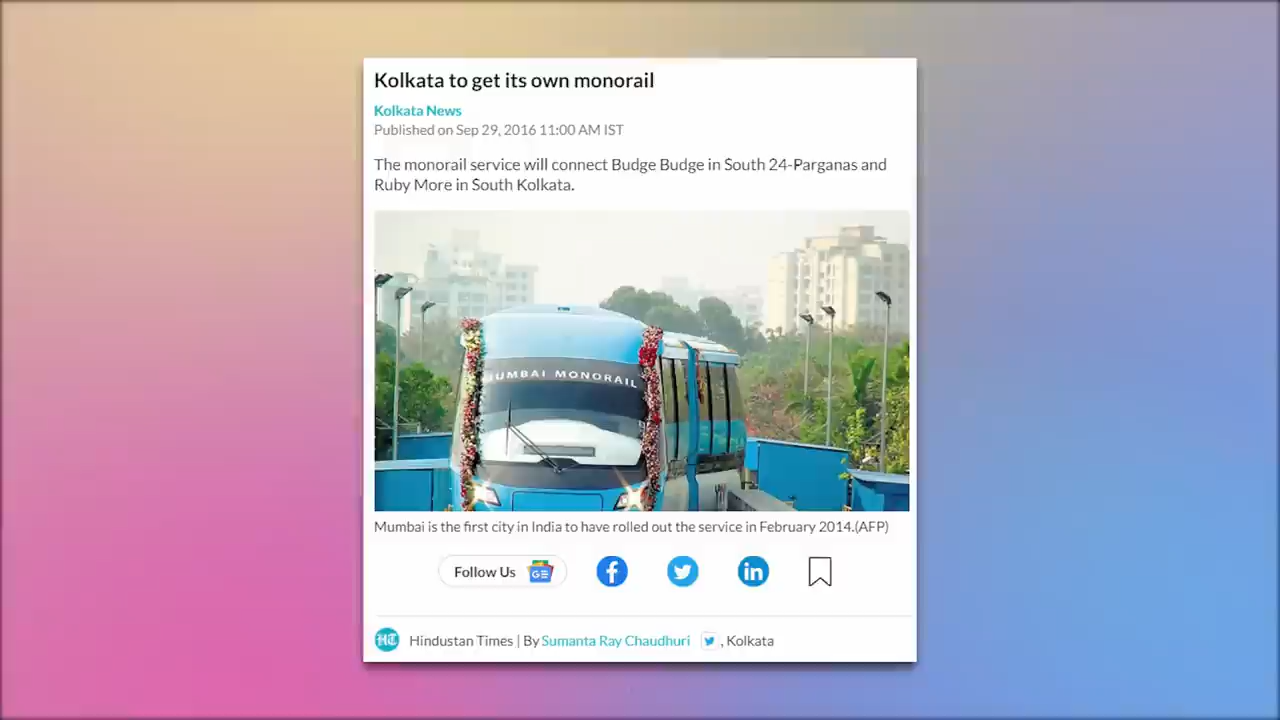 Kolkata to get its own monorail
Kolkata News
Published on Sep 29, 2016 11:00 AM IST
The monorail service will connect Budge Budge in South 24-Parganas and
Ruby More in South Kolkata.
MUMBAI MONORAIL
Mumbai is the first city in India to have rolled out the service in February 2014.(AFP)
Follow Us GE
HT Hindustan Times | By Sumanta Ray Chaudhuri , Kolkata